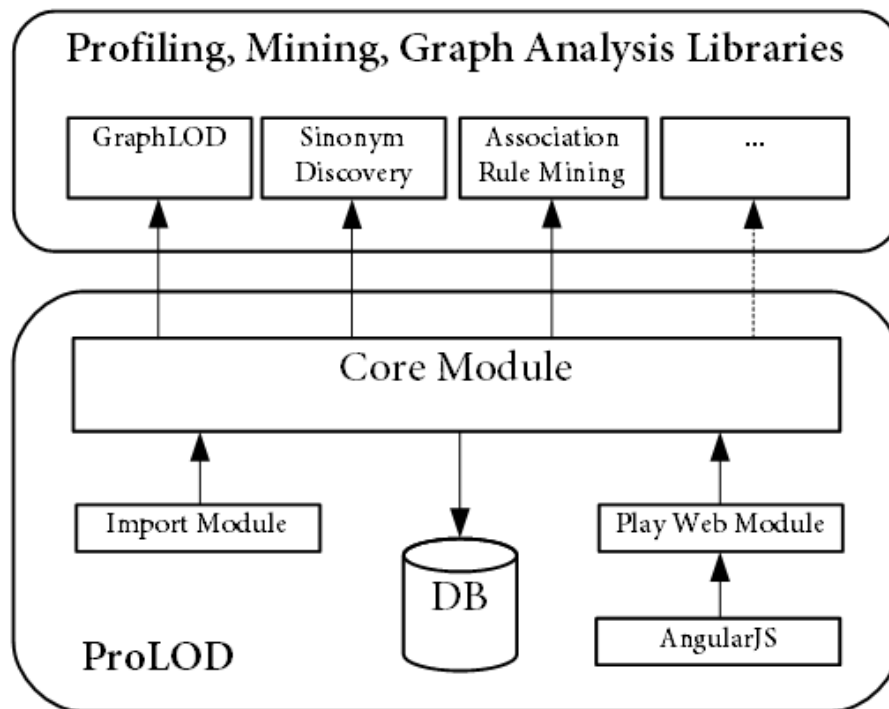 Profiling, Mining, Graph Analysis Libraries
GraphLOD
Sinonym
Discovery
Association
Rule Mining
...
Core Module
Import Module
Play Web Module
DB
AngularJS
ProLOD